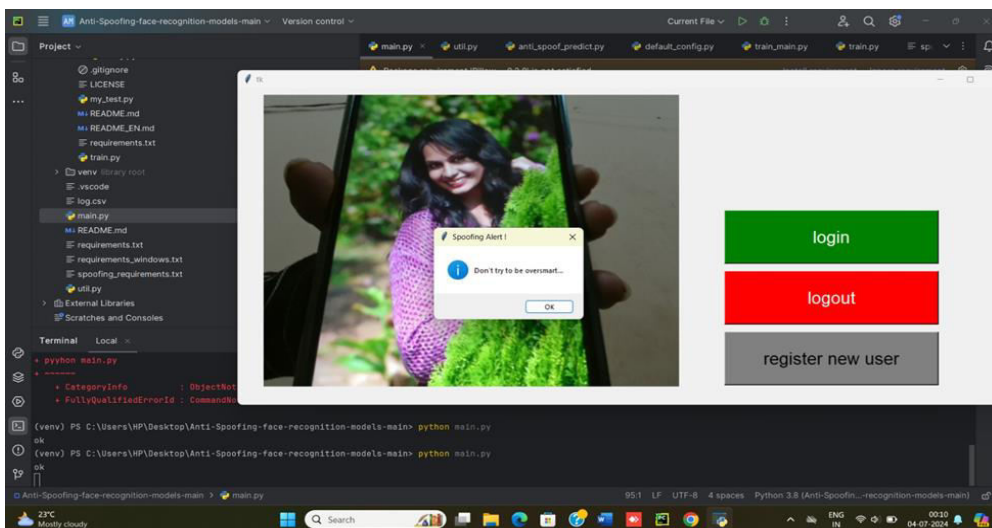 Anti-Spoofing-face-recognition-models-main Version control Current File
Project
main.py util.py anti_spoof_predict.py default_config.py train_main.py train.py
.gitignore
LICENSE
my_test.py
README.md
README_EN.md
requirements.txt
train.py
venv library root
.vscode
log.csv
main.py
README.md
requirements.txt
requirements_windows.txt
spoofing_requirements.txt
util.py
External Libraries
Scratches and Consoles
Spoofing Alert !
Don't try to be oversmart...
OK
login
logout
register new user
Terminal Local
+ pyyhon main.py
+ ~~~~~~
+ CategoryInfo : ObjectNot
+ FullyQualifiedErrorId : CommandNo
(venv) PS C:\Users\HP\Desktop\Anti-Spoofing-face-recognition-models-main> python main.py
ok
(venv) PS C:\Users\HP\Desktop\Anti-Spoofing-face-recognition-models-main> python main.py
ok
Anti-Spoofing-face-recognition-models-main > main.py 95:1 LF UTF-8 4 spaces Python 3.8 (Anti-Spoofin...-recognition-models-main)
23°C
Mostly cloudy
Search
ENG
IN
00:10
04-07-2024